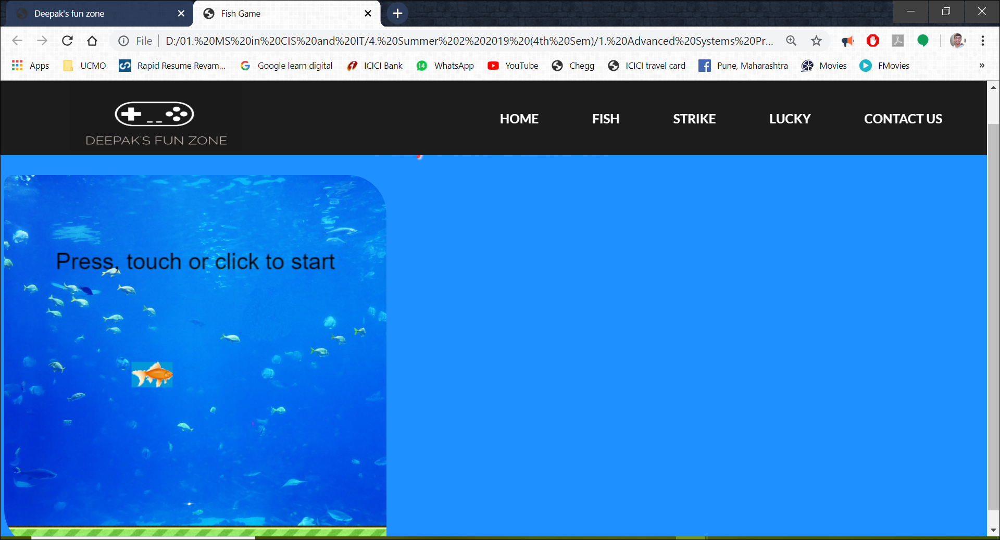 Deepak's fun zone
Fish Game
File
D:/01.%20MS%20in%20CIS%20and%20IT/4.%20Summer%202%202019%20(4th%20Sem)/1.%20Advanced%20Systems%20Pr...
Apps
UCMO
Rapid Resume Revam...
Google learn digital
ICICI Bank
14
WhatsApp
YouTube
Chegg
ICICI travel card
Pune, Maharashtra
Movies
FMovies
»
HOME
FISH
STRIKE
LUCKY
CONTACT US
DEEPAK'S FUN ZONE
Press, touch or click to start